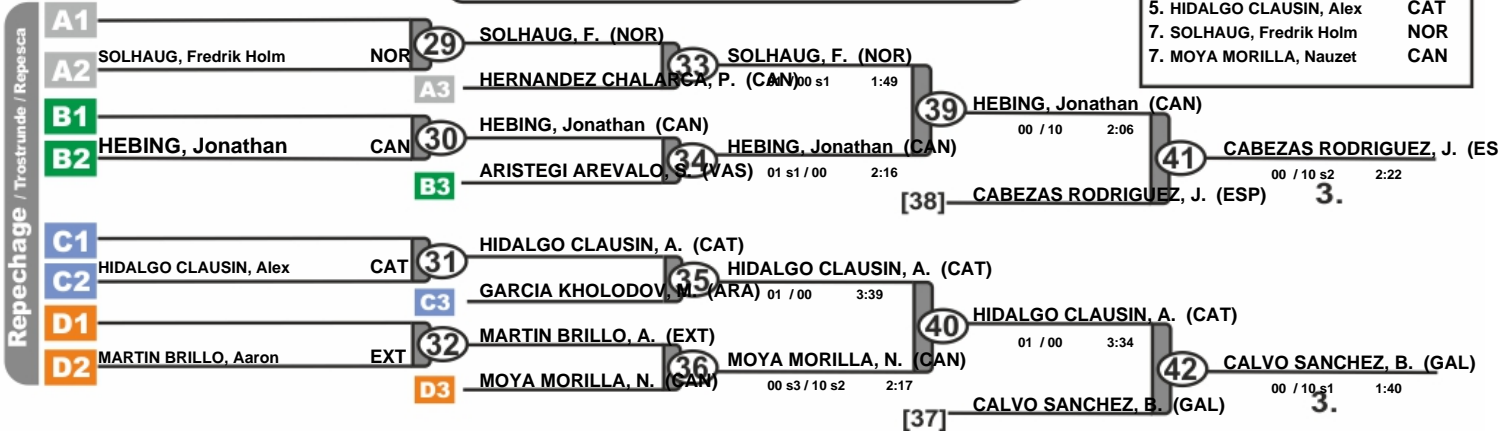 5. HIDALGO CLAUSIN, Alex CAT
7. SOLHAUG, Fredrik Holm NOR
7. MOYA MORILLA, Nauzet CAN
Repechage / Trostrunde / Repesca
A1
A2 SOLHAUG, Fredrik Holm NOR
29
SOLHAUG, F. (NOR)
A3 HERNANDEZ CHALARCA, P. (CAN)
33
SOLHAUG, F. (NOR)
01 / 00 s1 1:49
B1
B2 HEBING, Jonathan CAN
30
HEBING, Jonathan (CAN)
B3 ARISTEGI AREVALO, S. (VAS)
34
HEBING, Jonathan (CAN)
01 s1 / 00 2:16
39
HEBING, Jonathan (CAN)
00 / 10 2:06
[38] CABEZAS RODRIGUEZ, J. (ESP)
41
CABEZAS RODRIGUEZ, J. (ES
00 / 10 s2 2:22
3.
C1
C2 HIDALGO CLAUSIN, Alex CAT
31
HIDALGO CLAUSIN, A. (CAT)
C3 GARCIA KHOLODOV, M. (ARA)
35
HIDALGO CLAUSIN, A. (CAT)
01 / 00 3:39
D1
D2 MARTIN BRILLO, Aaron EXT
32
MARTIN BRILLO, A. (EXT)
D3 MOYA MORILLA, N. (CAN)
36
MOYA MORILLA, N. (CAN)
00 s3 / 10 s2 2:17
40
HIDALGO CLAUSIN, A. (CAT)
01 / 00 3:34
[37] CALVO SANCHEZ, B. (GAL)
42
CALVO SANCHEZ, B. (GAL)
00 / 10 s1 1:40
3.